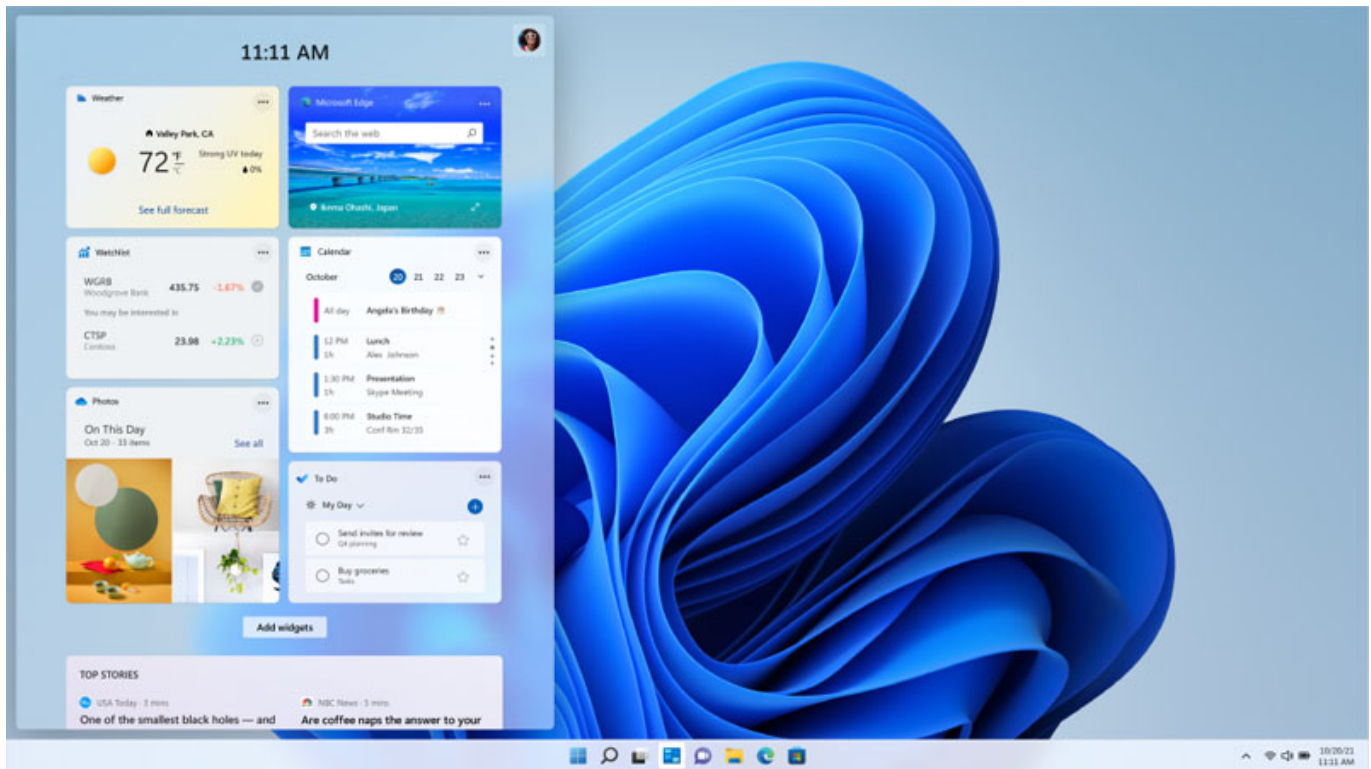 11:11 AM
Weather
Valley Park, CA
72 °F
°C
Strong UV today
0%
See full forecast
Microsoft Edge
Search the web
Ikema Ohashi, Japan
Watchlist
WGRB
Woodgrove Bank
435.75 -1.67%
You may be interested in
CTSP
Contoso
23.98 +2.23%
Calendar
October 20 21 22 23
All day Angela's Birthday
12 PM Lunch
1h Alex Johnson
1:30 PM Presentation
1h Skype Meeting
6:00 PM Studio Time
3h Conf Rm 32/35
Photos
On This Day
Oct 20 · 33 items
See all
To Do
My Day
Send invites for review
Q4 planning
Buy groceries
Tasks
Add widgets
TOP STORIES
USA Today · 3 mins
One of the smallest black holes — and
NBC News · 5 mins
Are coffee naps the answer to your
10/20/21
11:11 AM